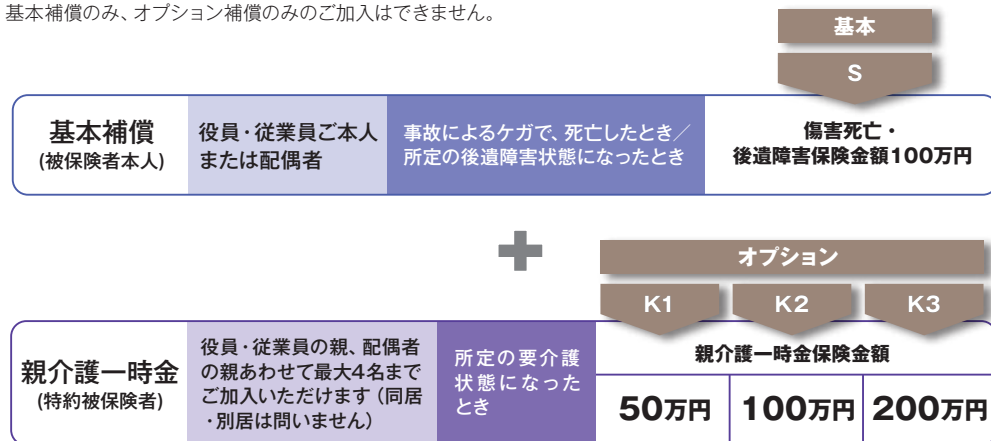 基本補償のみ、オプション補償のみのご加入はできません。
基本
S
基本補償
(被保険者本人)
役員・従業員ご本人
または配偶者
事故によるケガで、死亡したとき／
所定の後遺障害状態になったとき
傷害死亡・
後遺障害保険金額100万円
オプション
K1
K2
K3
親介護一時金
(特約被保険者)
役員・従業員の親、配偶者
の親あわせて最大4名まで
ご加入いただけます（同居
・別居は問いません）
所定の要介護
状態になった
とき
親介護一時金保険金額
50万円
100万円
200万円